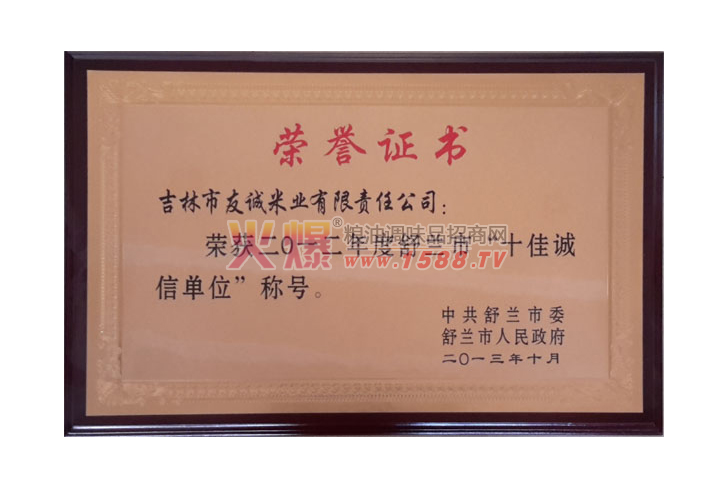 荣誉证书
吉林市友诚米业有限责任公司：
荣获二〇一二年度舒兰市“十佳诚
信单位”称号。
火爆®粮油调味品招商网
www.1588.TV
中共舒兰市委
舒兰市人民政府
二〇一三年十月